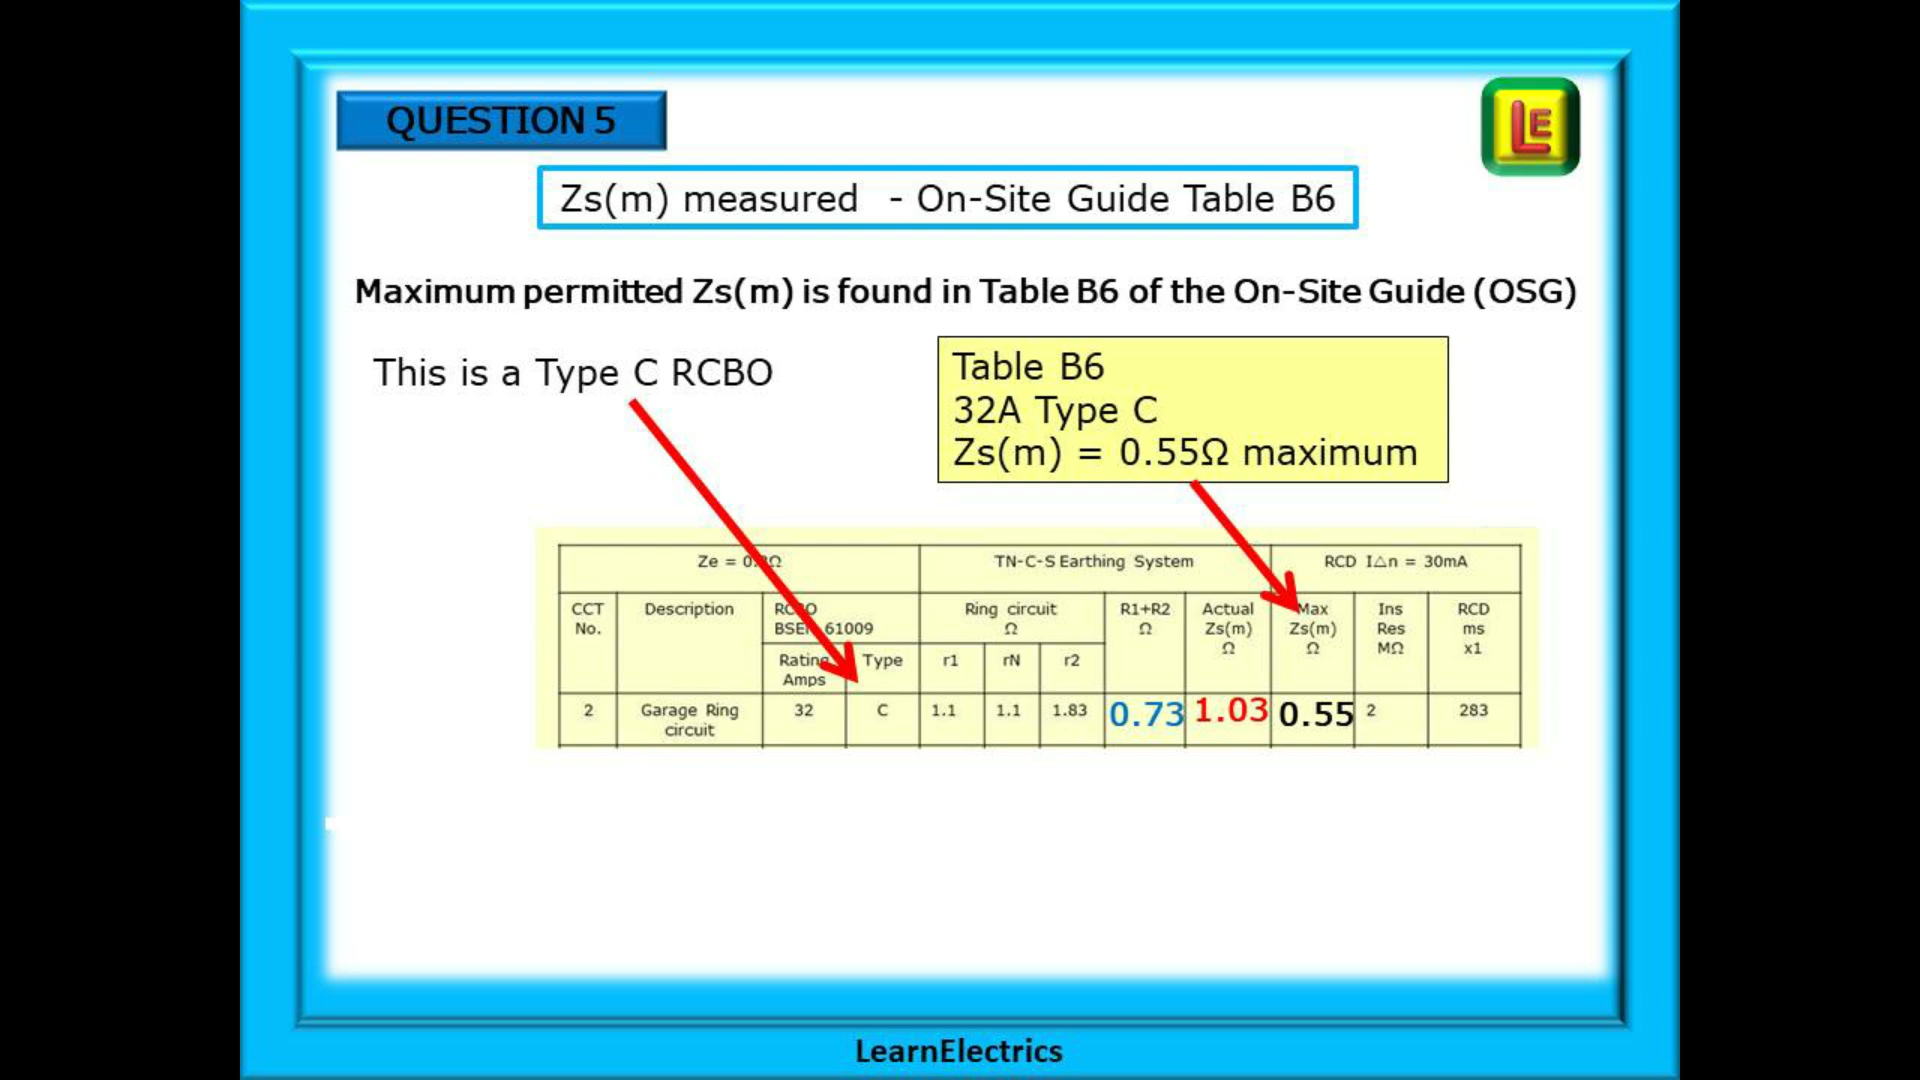 QUESTION 5
LE
Zs(m) measured - On-Site Guide Table B6
Maximum permitted Zs(m) is found in Table B6 of the On-Site Guide (OSG)
This is a Type C RCBO
Table B6
32A Type C
Zs(m) = 0.55Ω maximum
Ze = Ω TN-C-S Earthing System RCD I△n = 30mA
CCT No. Description RCBO BSEN 61009 Ring circuit Ω R1+R2 Ω Actual Zs(m) Ω Max Zs(m) Ω Ins Res MΩ RCD ms x1
Rating Amps Type r1 rN r2
2 Garage Ring circuit 32 C 1.1 1.1 1.83 0.73 1.03 0.55 2 283
LearnElectrics